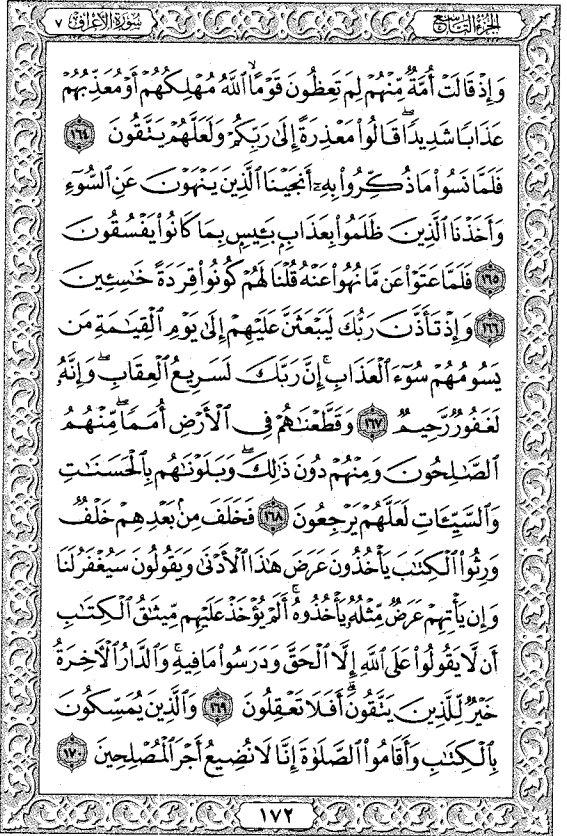 الجزء التاسع
سورة الأعراف ٧
وَإِذْ قَالَتْ أُمَّةٌ مِّنْهُمْ لِمَ تَعِظُونَ قَوْمًا ۙ ٱللَّهُ مُهْلِكُهُمْ أَوْ مُعَذِّبُهُمْ
عَذَابًا شَدِيدًا ۖ قَالُوا۟ مَعْذِرَةً إِلَىٰ رَبِّكُمْ وَلَعَلَّهُمْ يَتَّقُونَ ١٦٤
فَلَمَّا نَسُوا۟ مَا ذُكِّرُوا۟ بِهِۦٓ أَنجَيْنَا ٱلَّذِينَ يَنْهَوْنَ عَنِ ٱلسُّوٓءِ
وَأَخَذْنَا ٱلَّذِينَ ظَلَمُوا۟ بِعَذَابٍۭ بَـِٔيسٍۭ بِمَا كَانُوا۟ يَفْسُقُونَ
١٦٥ فَلَمَّا عَتَوْا۟ عَن مَّا نُهُوا۟ عَنْهُ قُلْنَا لَهُمْ كُونُوا۟ قِرَدَةً خَـٰسِـِٔينَ
١٦٦ وَإِذْ تَأَذَّنَ رَبُّكَ لَيَبْعَثَنَّ عَلَيْهِمْ إِلَىٰ يَوْمِ ٱلْقِيَـٰمَةِ مَن
يَسُومُهُمْ سُوٓءَ ٱلْعَذَابِ ۗ إِنَّ رَبَّكَ لَسَرِيعُ ٱلْعِقَابِ ۖ وَإِنَّهُۥ
لَغَفُورٌ رَّحِيمٌ ١٦٧ وَقَطَّعْنَـٰهُمْ فِى ٱلْأَرْضِ أُمَمًا ۖ مِّنْهُمُ
ٱلصَّـٰلِحُونَ وَمِنْهُمْ دُونَ ذَٰلِكَ ۖ وَبَلَوْنَـٰهُم بِٱلْحَسَنَـٰتِ
وَٱلسَّيِّـَٔاتِ لَعَلَّهُمْ يَرْجِعُونَ ١٦٨ فَخَلَفَ مِنۢ بَعْدِهِمْ خَلْفٌ
وَرِثُوا۟ ٱلْكِتَـٰبَ يَأْخُذُونَ عَرَضَ هَـٰذَا ٱلْأَدْنَىٰ وَيَقُولُونَ سَيُغْفَرُ لَنَا
وَإِن يَأْتِهِمْ عَرَضٌ مِّثْلُهُۥ يَأْخُذُوهُ ۚ أَلَمْ يُؤْخَذْ عَلَيْهِم مِّيثَـٰقُ ٱلْكِتَـٰبِ
أَن لَّا يَقُولُوا۟ عَلَى ٱللَّهِ إِلَّا ٱلْحَقَّ وَدَرَسُوا۟ مَا فِيهِ ۗ وَٱلدَّارُ ٱلْـَٔاخِرَةُ
خَيْرٌ لِّلَّذِينَ يَتَّقُونَ ۗ أَفَلَا تَعْقِلُونَ ١٦٩ وَٱلَّذِينَ يُمَسِّكُونَ
بِٱلْكِتَـٰبِ وَأَقَامُوا۟ ٱلصَّلَوٰةَ إِنَّا لَا نُضِيعُ أَجْرَ ٱلْمُصْلِحِينَ ١٧٠
١٧٢